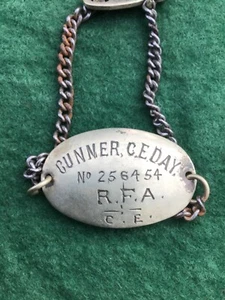 GUNNER, C.E.DAY.
No 256454
R.F.A.
C.E.